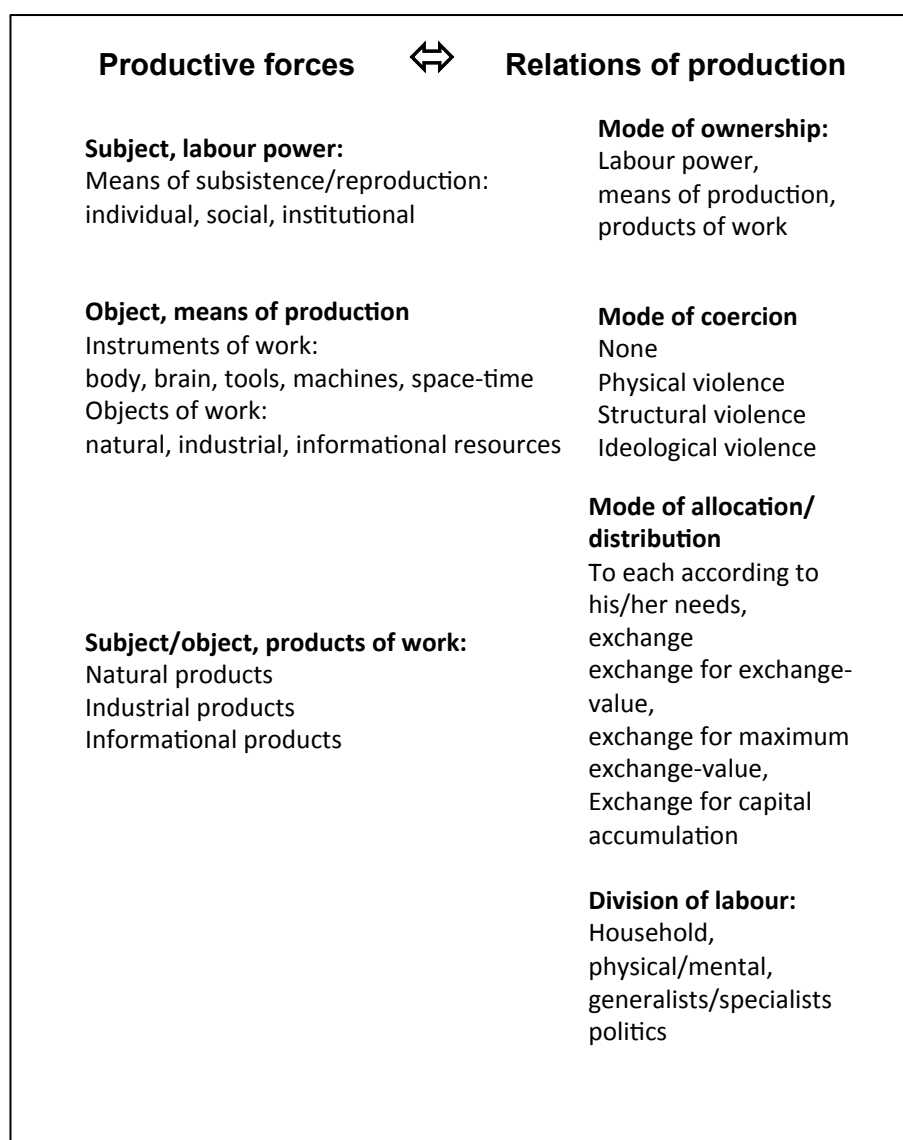 Productive forces ⇔ Relations of production
Subject, labour power:
Means of subsistence/reproduction:
individual, social, institutional
Object, means of production
Instruments of work:
body, brain, tools, machines, space-time
Objects of work:
natural, industrial, informational resources
Subject/object, products of work:
Natural products
Industrial products
Informational products
Mode of ownership:
Labour power,
means of production,
products of work
Mode of coercion
None
Physical violence
Structural violence
Ideological violence
Mode of allocation/
distribution
To each according to
his/her needs,
exchange
exchange for exchange-
value,
exchange for maximum
exchange-value,
Exchange for capital
accumulation
Division of labour:
Household,
physical/mental,
generalists/specialists
politics